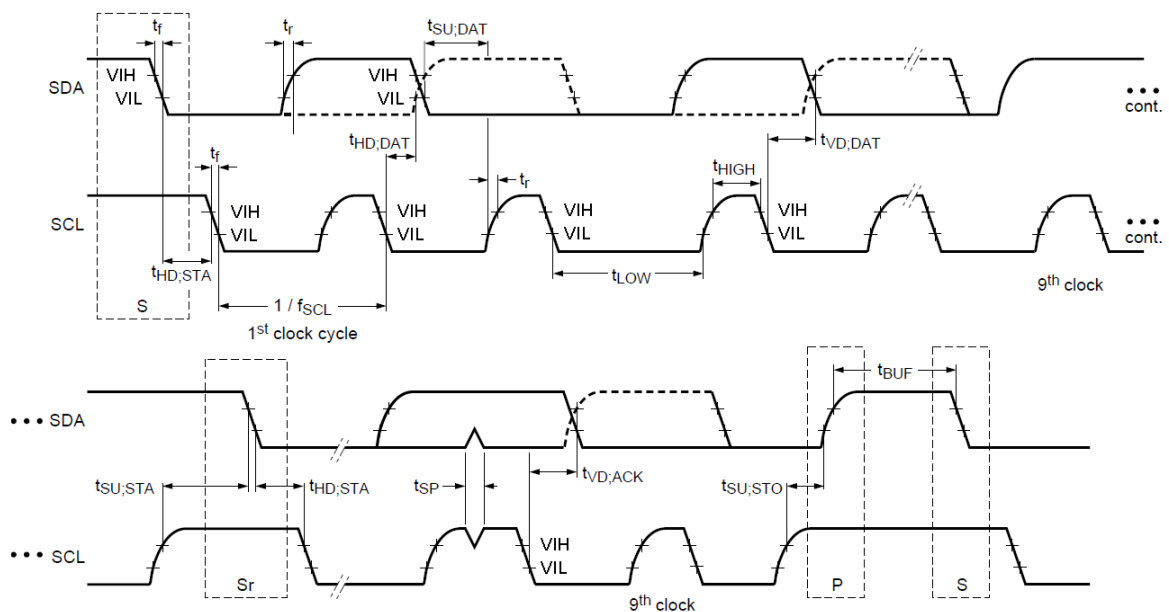 tf tr tSU;DAT
SDA VIH VIL VIH VIL ••• cont.
tHD;DAT tVD;DAT
tf tr tHIGH
SCL VIH VIL VIH VIL VIH VIL VIH VIL ••• cont.
tHD;STA tLOW
S 1 / fSCL 9th clock
1st clock cycle
tBUF
••• SDA
tSU;STA tHD;STA tSP tVD;ACK tSU;STO
••• SCL VIH VIL
Sr 9th clock P S